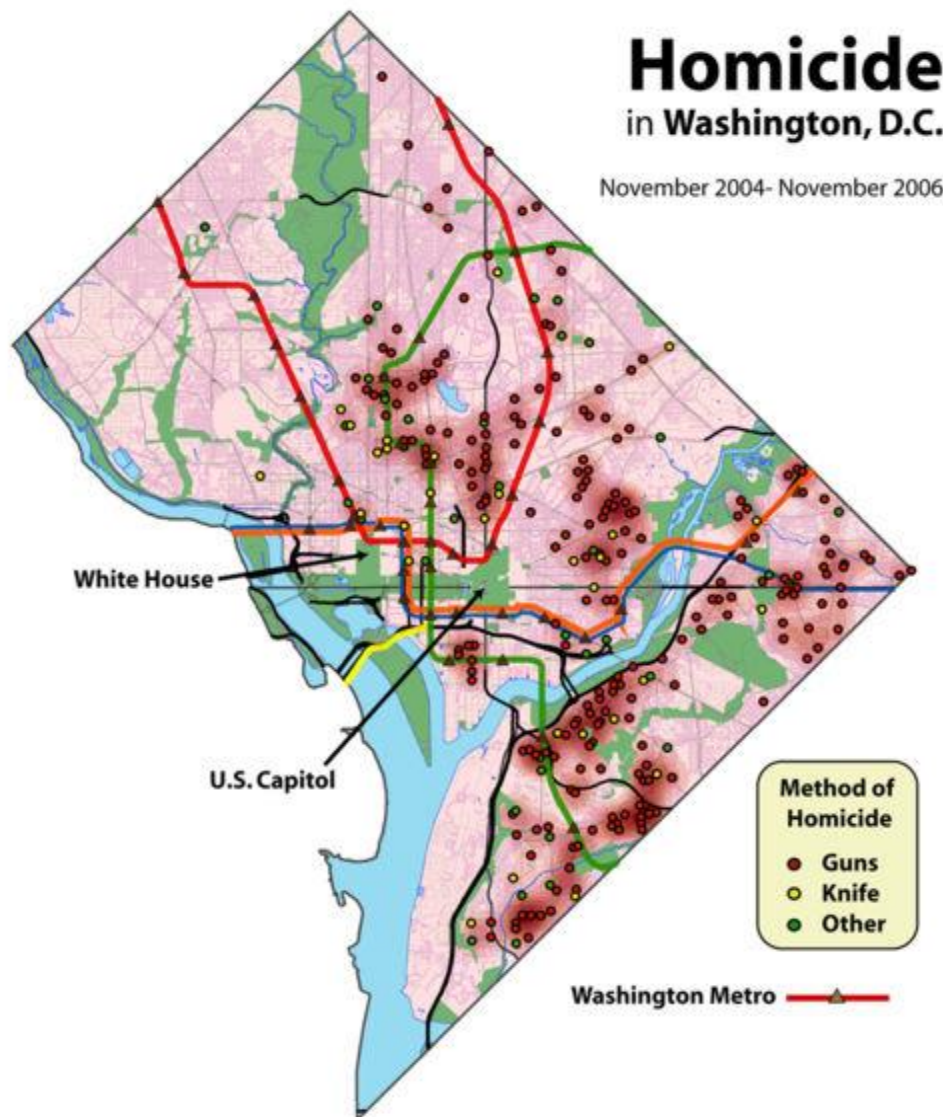 Homicide
in Washington, D.C.
November 2004- November 2006
White House
U.S. Capitol
Method of
Homicide
Guns
Knife
Other
Washington Metro